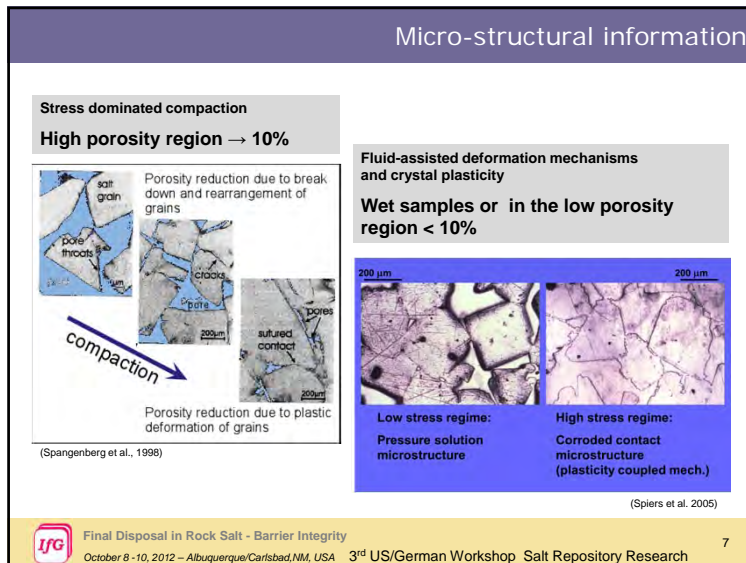 Micro-structural information
Stress dominated compaction
High porosity region → 10%
salt
grain
pore
throats
µm
Porosity reduction due to break
down and rearrangement of
grains
cracks
pore
200µm
pores
sutured
contact
200µm
compaction
Porosity reduction due to plastic
deformation of grains
(Spangenberg et al., 1998)
Fluid-assisted deformation mechanisms
and crystal plasticity
Wet samples or in the low porosity
region < 10%
200 µm
200 µm
Low stress regime:
Pressure solution
microstructure
High stress regime:
Corroded contact
microstructure
(plasticity coupled mech.)
(Spiers et al. 2005)
IfG
Final Disposal in Rock Salt - Barrier Integrity
October 8 -10, 2012 – Albuquerque/Carlsbad,NM, USA 3rd US/German Workshop Salt Repository Research
7